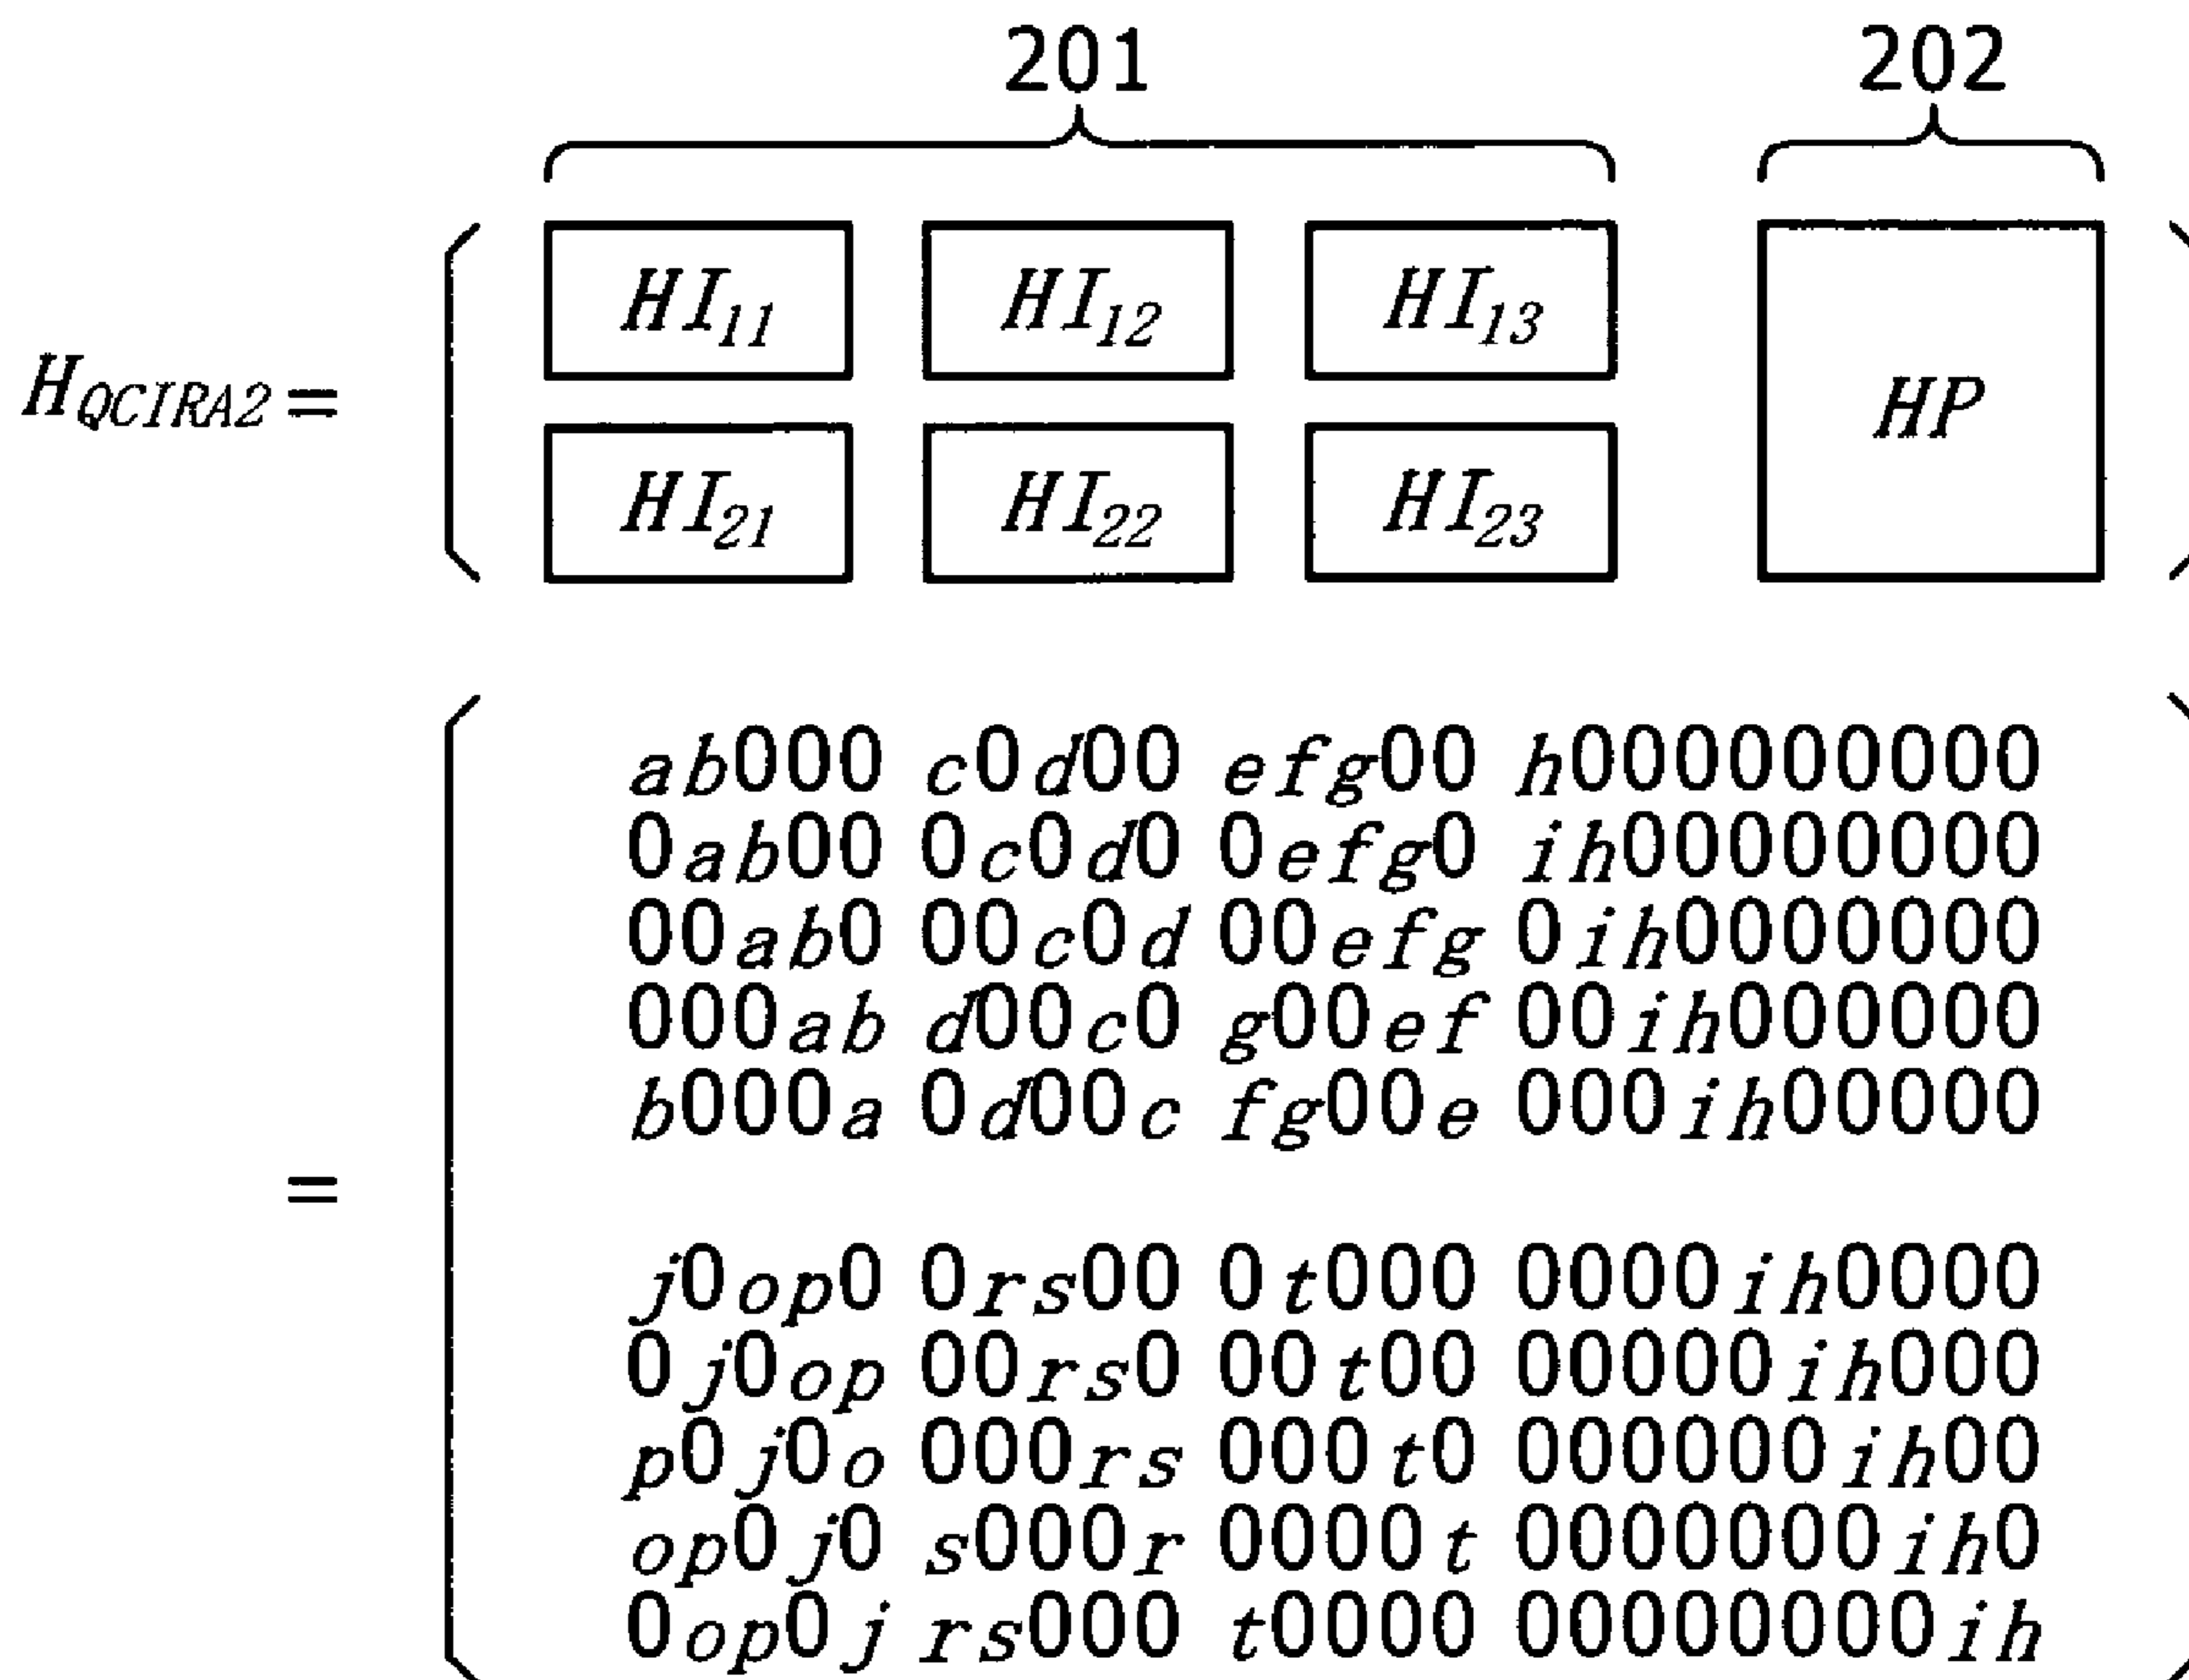 201 202
HI11 HI12 HI13
HQCIRA2 = HP
HI21 HI22 HI23
ab000 c0d00 efg00 h000000000
0ab00 0c0d0 0efg0 ih00000000
00ab0 00c0d 00efg 0ih0000000
000ab d00c0 g00ef 00ih000000
b000a 0d00c fg00e 000ih00000
=
j0op0 0rs00 0t000 0000ih0000
0j0op 00rs0 00t00 00000ih000
p0j0o 000rs 000t0 000000ih00
op0j0 s000r 0000t 0000000ih0
0op0j rs000 t0000 00000000ih